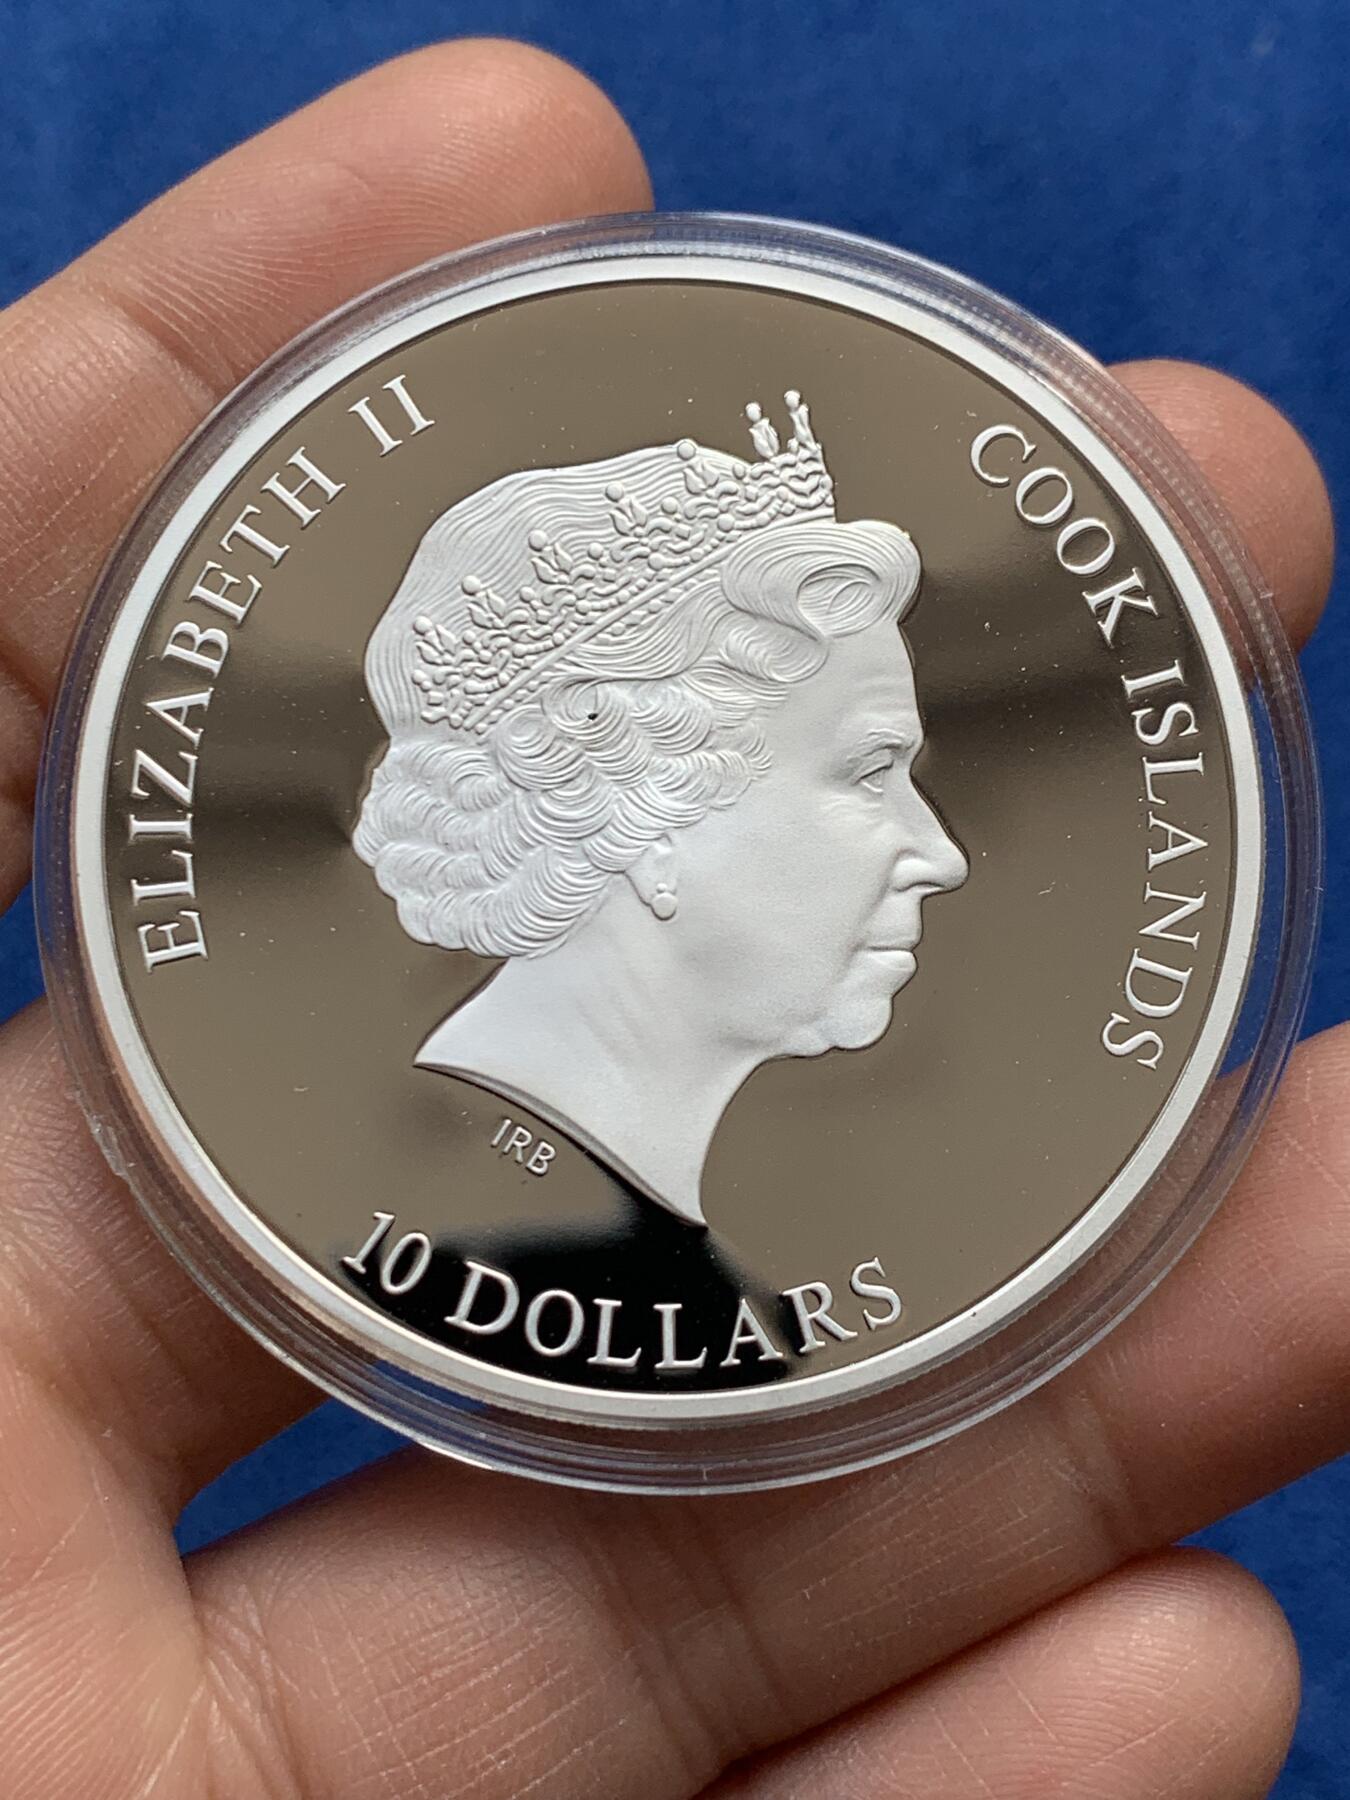 ELIZABETH II
COOK ISLANDS
IRB
10 DOLLARS